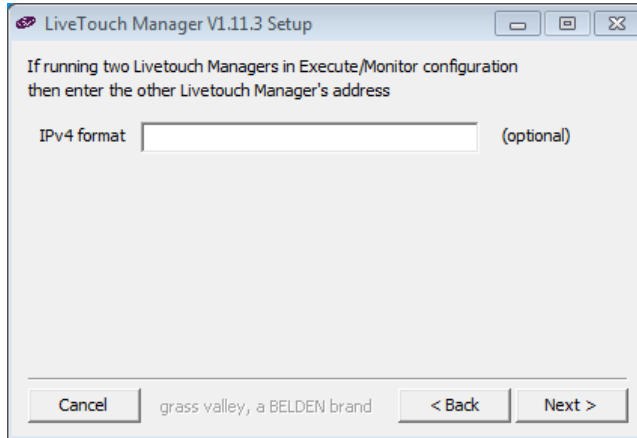 LiveTouch Manager V1.11.3 Setup
If running two Livetouch Managers in Execute/Monitor configuration
then enter the other Livetouch Manager's address
IPv4 format (optional)
Cancel grass valley, a BELDEN brand < Back Next >